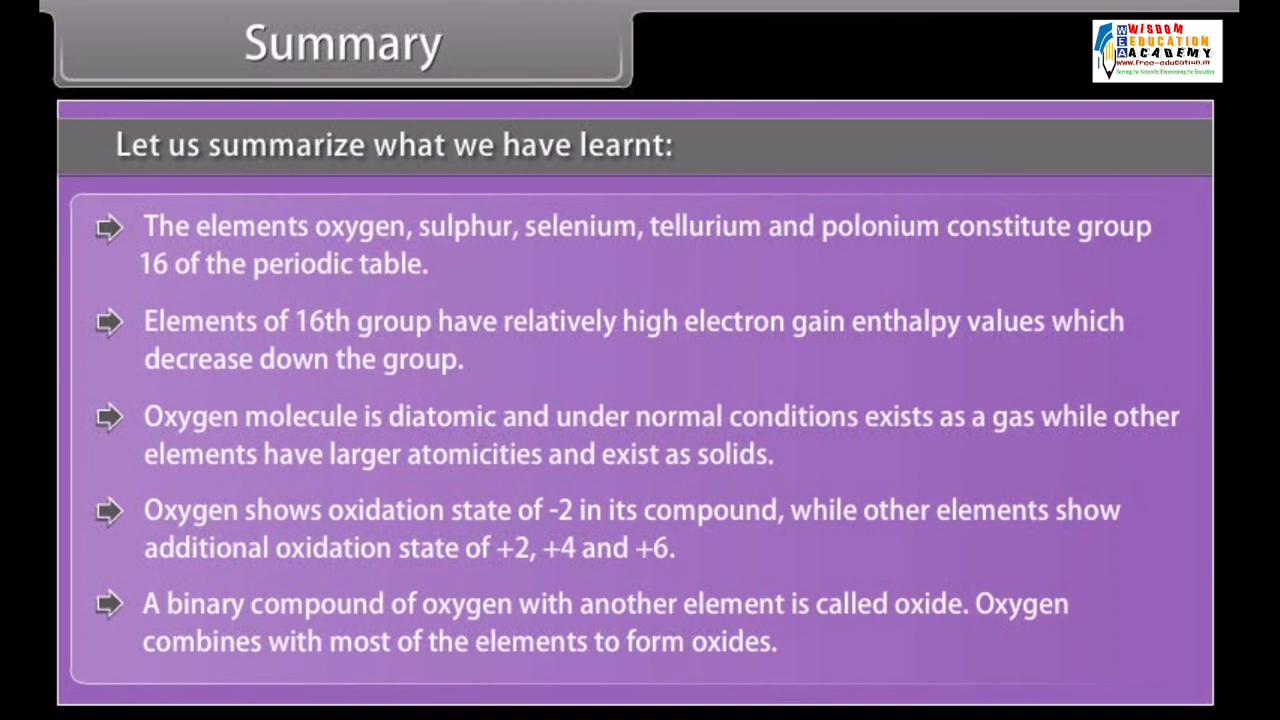 Summary
WISDOM
EDUCATION
ACADEMY
www.free-education.in
Let us summarize what we have learnt:
The elements oxygen, sulphur, selenium, tellurium and polonium constitute group
16 of the periodic table.
Elements of 16th group have relatively high electron gain enthalpy values which
decrease down the group.
Oxygen molecule is diatomic and under normal conditions exists as a gas while other
elements have larger atomicities and exist as solids.
Oxygen shows oxidation state of -2 in its compound, while other elements show
additional oxidation state of +2, +4 and +6.
A binary compound of oxygen with another element is called oxide. Oxygen
combines with most of the elements to form oxides.